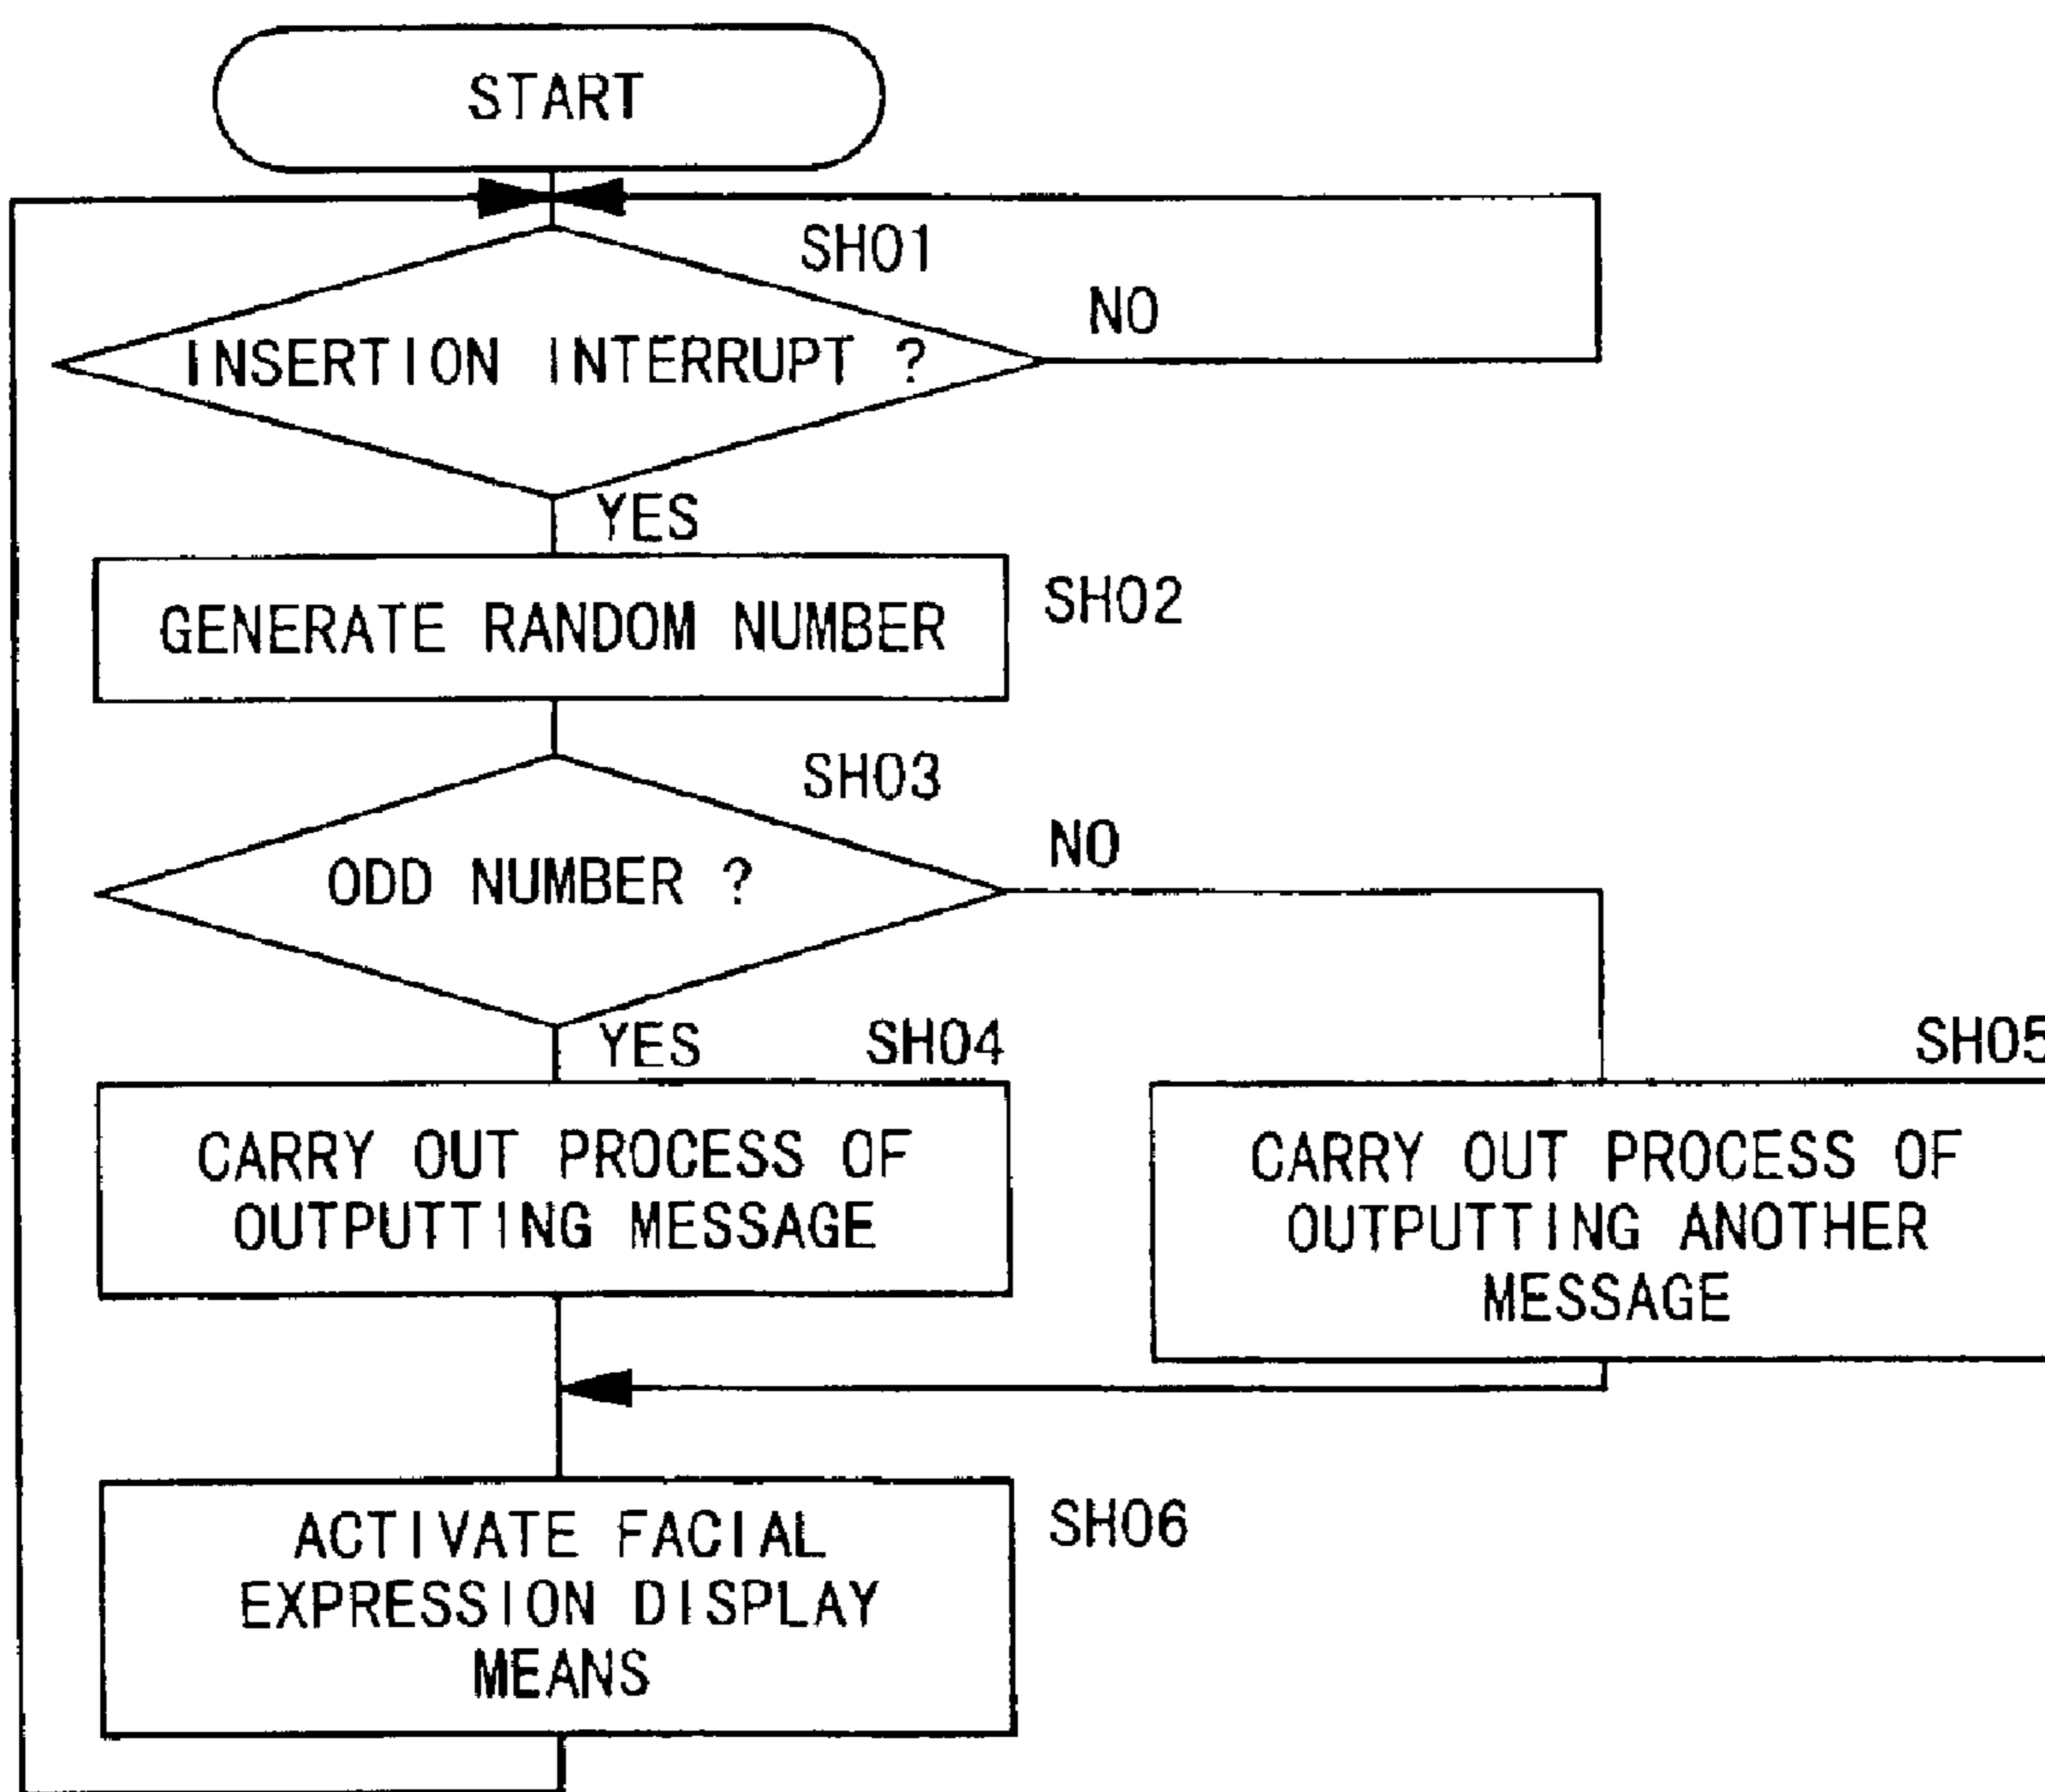 START
SH01
NO
INSERTION INTERRUPT ?
YES
GENERATE RANDOM NUMBER
SH02
SH03
NO
ODD NUMBER ?
YES
SH04
SH05
CARRY OUT PROCESS OF
OUTPUTTING MESSAGE
CARRY OUT PROCESS OF
OUTPUTTING ANOTHER
MESSAGE
ACTIVATE FACIAL
EXPRESSION DISPLAY
MEANS
SH06